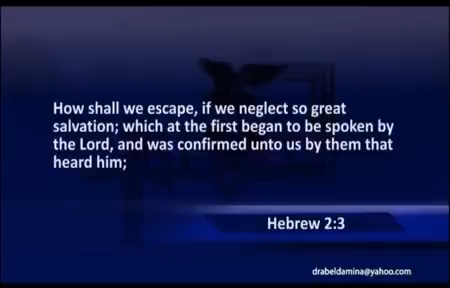 How shall we escape, if we neglect so great
salvation; which at the first began to be spoken by
the Lord, and was confirmed unto us by them that
heard him;
Hebrew 2:3
drabeldamina@yahoo.com